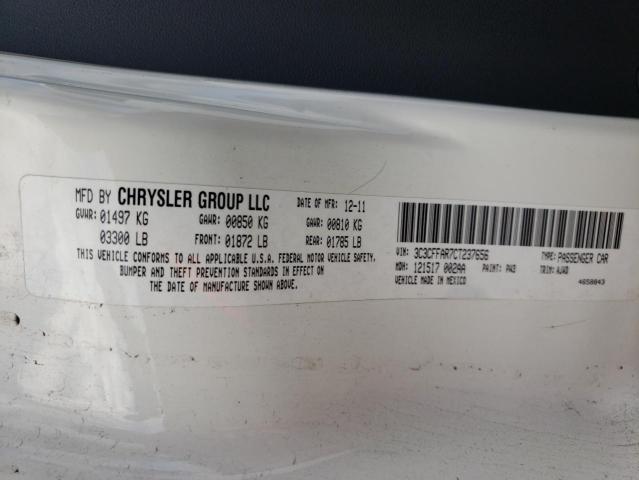 MFD BY CHRYSLER GROUP LLC DATE OF MFR: 12-11
GVWR: 01497 KG GAWR: 00850 KG GAWR: 00810 KG
03300 LB FRONT: 01872 LB REAR: 01785 LB
THIS VEHICLE CONFORMS TO ALL APPLICABLE U.S.A. FEDERAL MOTOR VEHICLE SAFETY,
BUMPER AND THEFT PREVENTION STANDARDS IN EFFECT ON
THE DATE OF MANUFACTURE SHOWN ABOVE.
VIN: 3C3CFFAR7CT237656 TYPE: PASSENGER CAR
MDH: 121517 002AA PAINT: PW3 TRIM: AJW0
VEHICLE MADE IN MEXICO 4658043